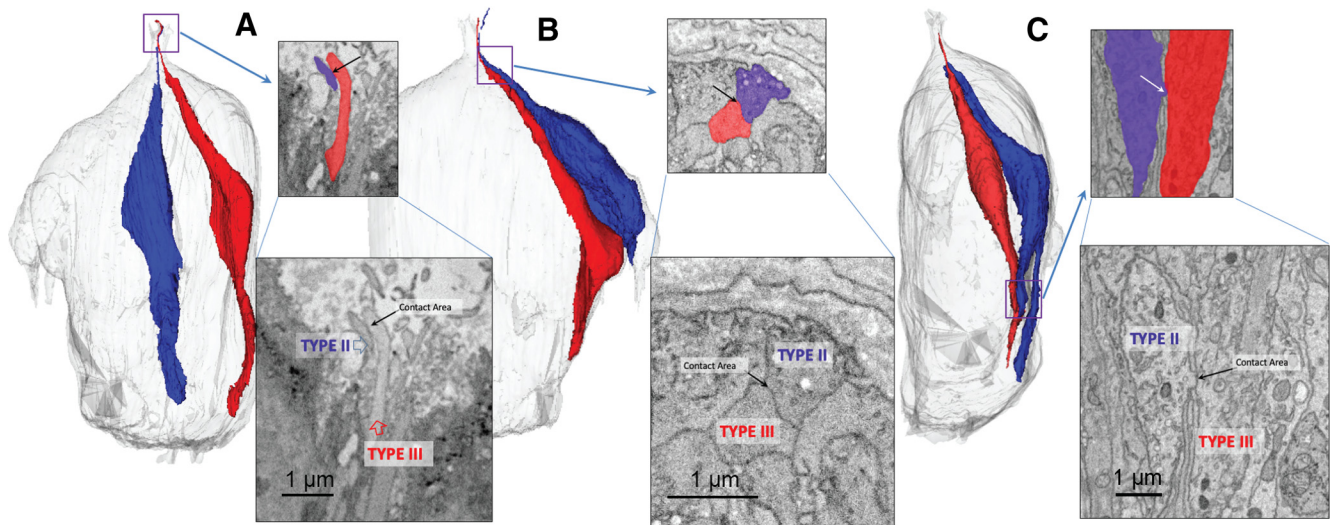 A
B
C
Contact Area
TYPE II
TYPE III
1 µm
TYPE II
Contact Area
TYPE III
1 µm
TYPE II
Contact Area
TYPE III
1 µm